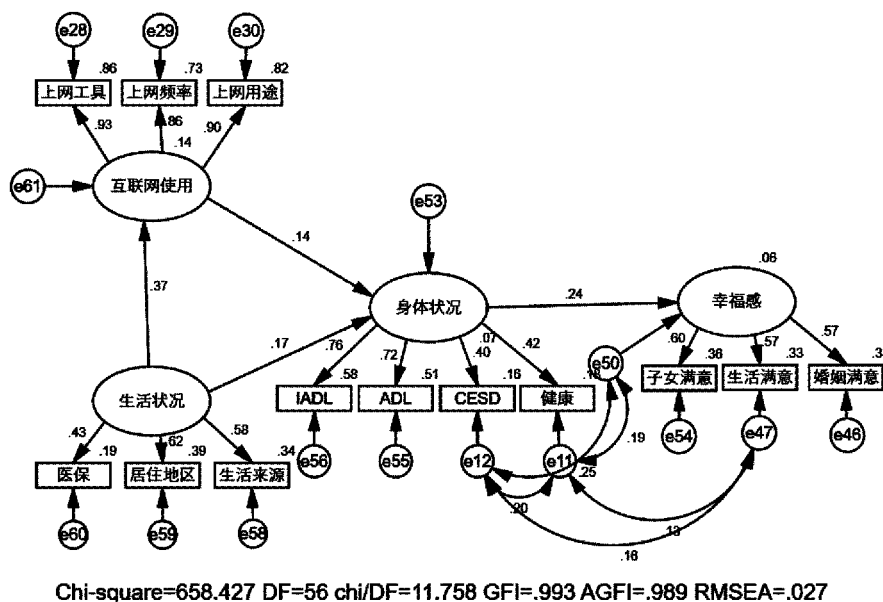 e28 e29 e30
.86 .73 .82
上网工具 上网频率 上网用途
.93 .86 .90
.14
e61 互联网使用
e53
.14
.06
.37
身体状况 .24 幸福感
.17
.76 .72 .07 .40 .42 e50 .60 .57 .57
.58 .51 .16 .36 .33
生活状况 IADL ADL CESD 健康 子女满意 生活满意 婚姻满意
.43 .62 .58
.19 .39 .34
医保 居住地区 生活来源
e56 e55 e12 e11 .19 e54 e47 e46
.25
.20
e60 e59 e58
.13
.16
Chi-square=658.427 DF=56 chi/DF=11.758 GFI=.993 AGFI=.989 RMSEA=.027